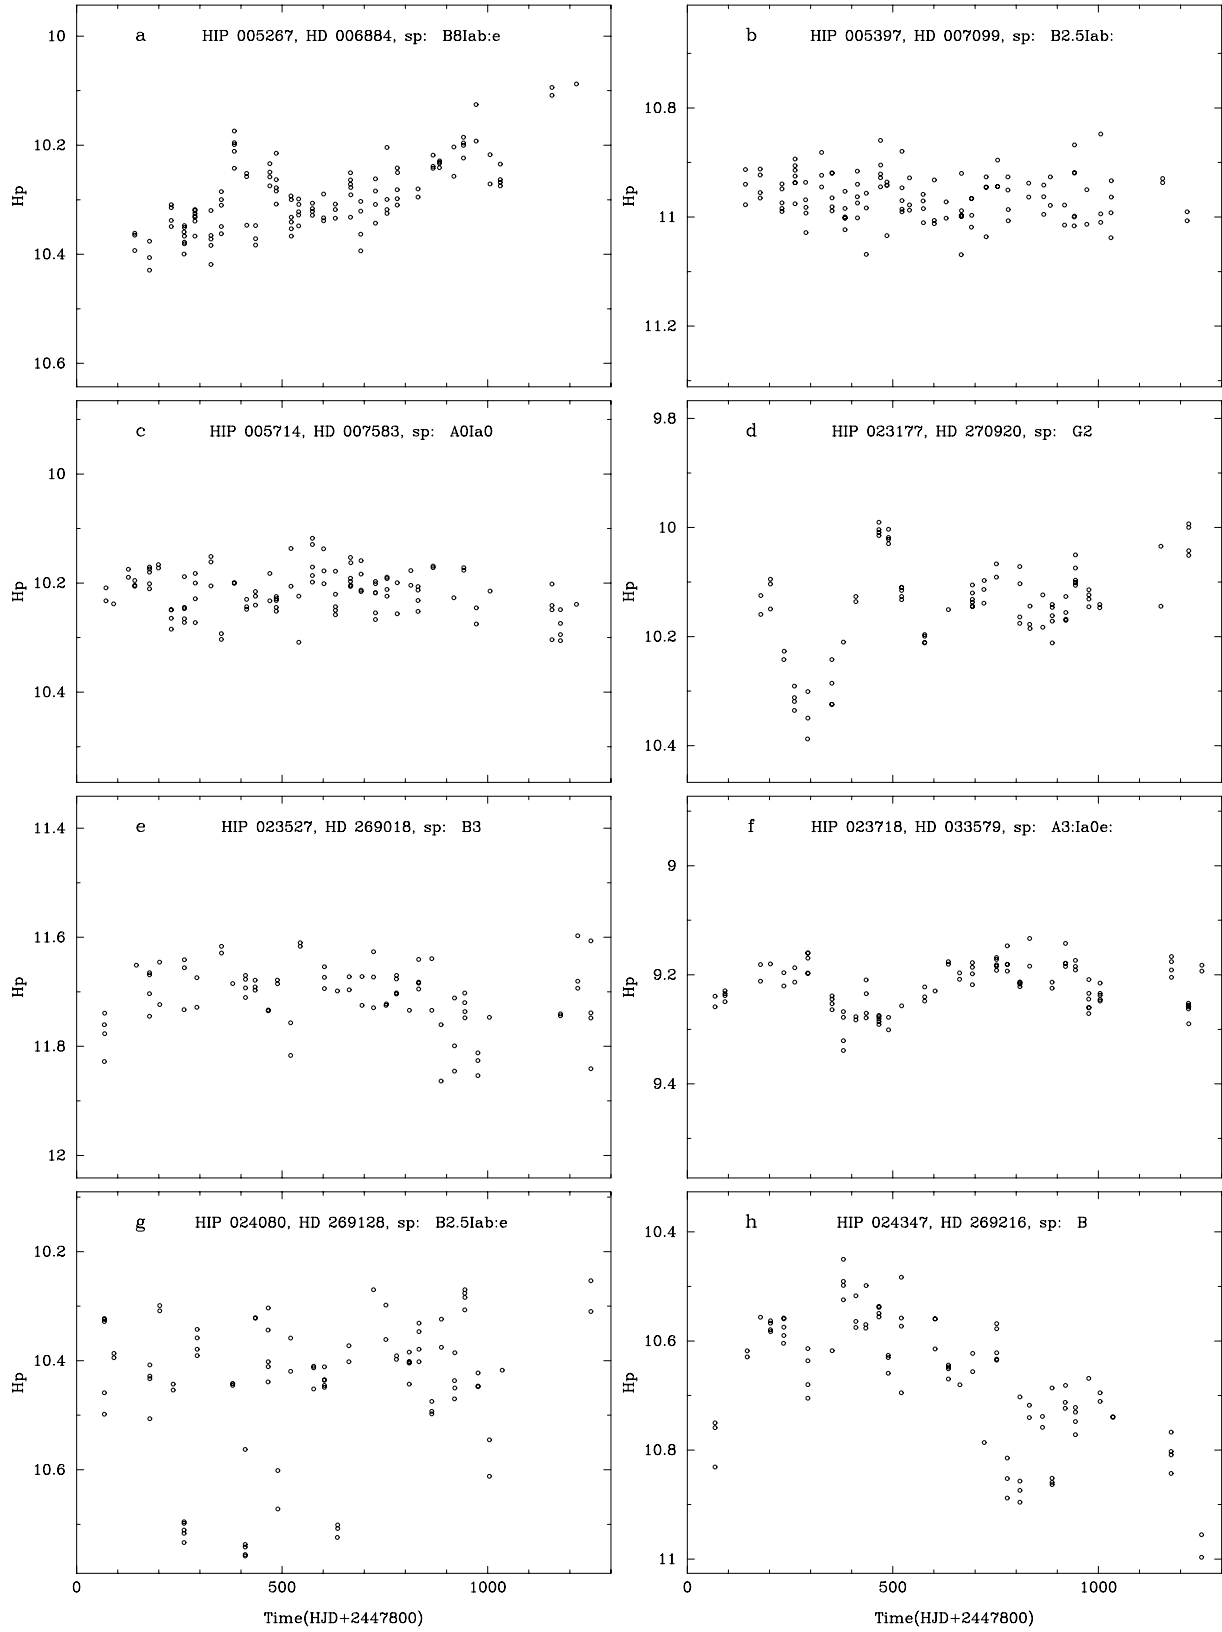 a HIP 005267, HD 006884, sp: B8Iab:e
10
10.2
10.4
10.6
Hp
b HIP 005397, HD 007099, sp: B2.5Iab:
10.8
11
11.2
Hp
c HIP 005714, HD 007583, sp: A0Ia0
10
10.2
10.4
Hp
d HIP 023177, HD 270920, sp: G2
9.8
10
10.2
10.4
Hp
e HIP 023527, HD 269018, sp: B3
11.4
11.6
11.8
12
Hp
f HIP 023718, HD 033579, sp: A3:Ia0e:
9
9.2
9.4
Hp
g HIP 024080, HD 269128, sp: B2.5Iab:e
10.2
10.4
10.6
Hp
0 500 1000
Time(HJD+2447800)
h HIP 024347, HD 269216, sp: B
10.4
10.6
10.8
11
Hp
0 500 1000
Time(HJD+2447800)